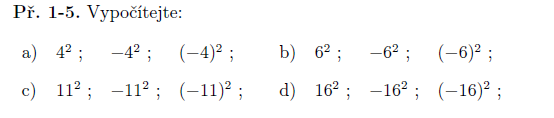 Př. 1-5. Vypočítejte:
a) 4² ; −4² ; (−4)² ; b) 6² ; −6² ; (−6)² ;
c) 11² ; −11² ; (−11)² ; d) 16² ; −16² ; (−16)² ;